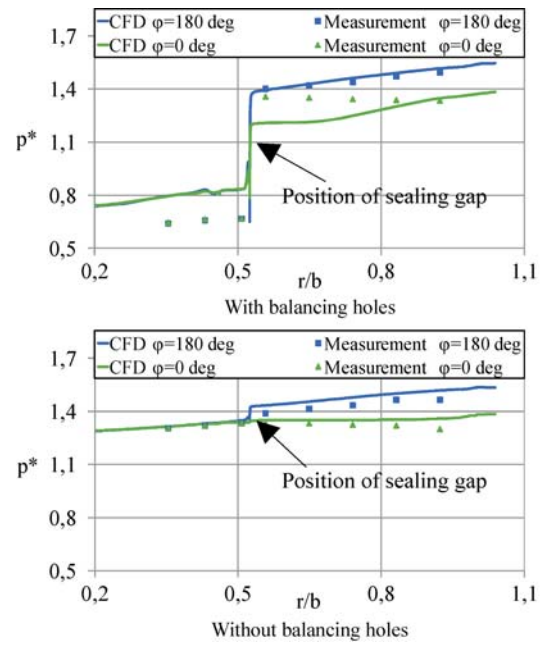 CFD φ=180 deg Measurement φ=180 deg
CFD φ=0 deg Measurement φ=0 deg
1,7
1,4
p*
1,1
0,8
0,5
Position of sealing gap
0,2 0,5 0,8 1,1
r/b
With balancing holes
CFD φ=180 deg Measurement φ=180 deg
CFD φ=0 deg Measurement φ=0 deg
1,7
1,4
p*
1,1
0,8
0,5
Position of sealing gap
0,2 0,5 0,8 1,1
r/b
Without balancing holes